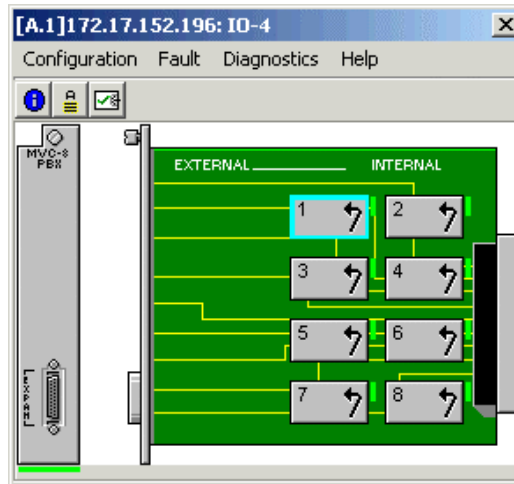 [A.1]172.17.152.196: IO-4
Configuration Fault Diagnostics Help
MVC-8
PBX
EXTERNAL INTERNAL
1 2
3 4
5 6
7 8
EXPAN